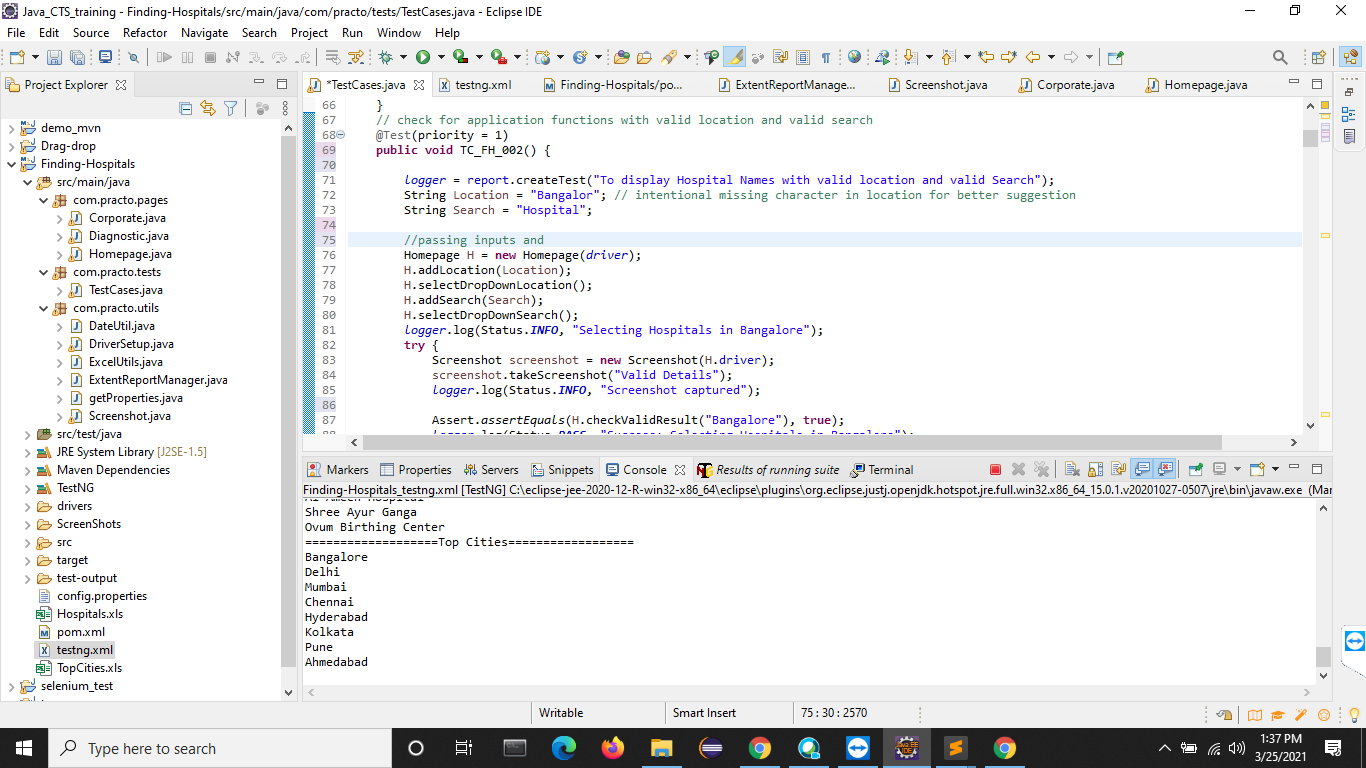 Java_CTS_training - Finding-Hospitals/src/main/java/com/practo/tests/TestCases.java - Eclipse IDE
File Edit Source Refactor Navigate Search Project Run Window Help
Project Explorer
demo_mvn
Drag-drop
Finding-Hospitals
src/main/java
com.practo.pages
Corporate.java
Diagnostic.java
Homepage.java
com.practo.tests
TestCases.java
com.practo.utils
DateUtil.java
DriverSetup.java
ExcelUtils.java
ExtentReportManager.java
getProperties.java
Screenshot.java
src/test/java
JRE System Library [J2SE-1.5]
Maven Dependencies
TestNG
drivers
ScreenShots
src
target
test-output
config.properties
Hospitals.xls
pom.xml
testng.xml
TopCities.xls
selenium_test
*TestCases.java testng.xml Finding-Hospitals/po... ExtentReportManage... Screenshot.java Corporate.java Homepage.java
66 }
67 // check for application functions with valid location and valid search
68 @Test(priority = 1)
69 public void TC_FH_002() {
70
71 logger = report.createTest("To display Hospital Names with valid location and valid Search");
72 String Location = "Bangalor"; // intentional missing character in location for better suggestion
73 String Search = "Hospital";
74
75 //passing inputs and
76 Homepage H = new Homepage(driver);
77 H.addLocation(Location);
78 H.selectDropDownLocation();
79 H.addSearch(Search);
80 H.selectDropDownSearch();
81 logger.log(Status.INFO, "Selecting Hospitals in Bangalore");
82 try {
83 Screenshot screenshot = new Screenshot(H.driver);
84 screenshot.takeScreenshot("Valid Details");
85 logger.log(Status.INFO, "Screenshot captured");
86
87 Assert.assertEquals(H.checkValidResult("Bangalore"), true);
Markers Properties Servers Snippets Console Results of running suite Terminal
Finding-Hospitals_testng.xml [TestNG] C:\eclipse-jee-2020-12-R-win32-x86_64\eclipse\plugins\org.eclipse.justj.openjdk.hotspot.jre.full.win32.x86_64_15.0.1.v20201027-0507\jre\bin\javaw.exe (Mar
Shree Ayur Ganga
Ovum Birthing Center
===================Top Cities==================
Bangalore
Delhi
Mumbai
Chennai
Hyderabad
Kolkata
Pune
Ahmedabad
Writable Smart Insert 75 : 30 : 2570
Type here to search
1:37 PM
3/25/2021